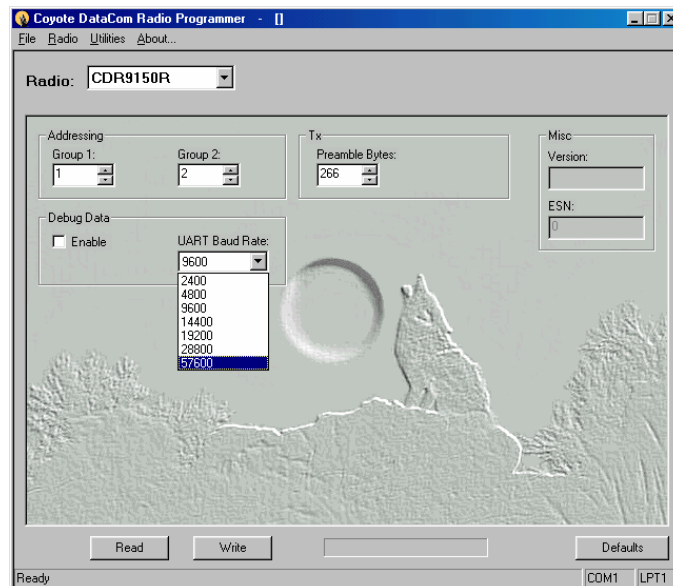 Coyote DataCom Radio Programmer - []
File Radio Utilities About...
Radio: CDR9150R
Addressing
Group 1: Group 2:
1 2
Tx
Preamble Bytes:
266
Misc
Version:
ESN:
0
Debug Data
Enable
UART Baud Rate:
9600
2400
4800
9600
14400
19200
28800
57600
Read Write Defaults
Ready COM1 LPT1